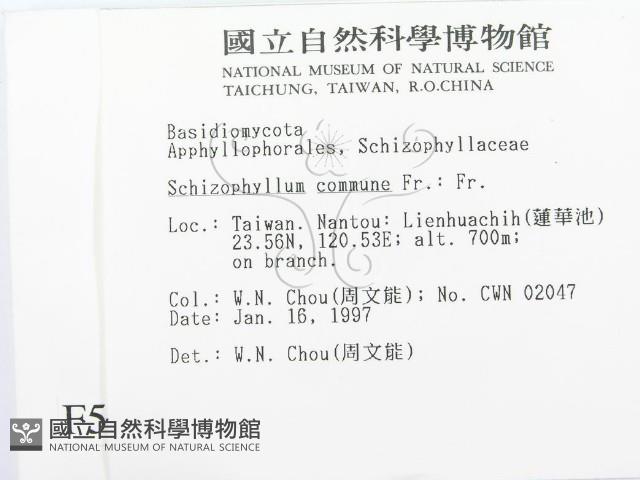 國立自然科學博物館
NATIONAL MUSEUM OF NATURAL SCIENCE
TAICHUNG, TAIWAN, R.O.CHINA
Basidiomycota
Apphyllophorales, Schizophyllaceae
Schizophyllum commune Fr.: Fr.
Loc.: Taiwan. Nantou: Lienhuachih(蓮華池)
23.56N, 120.53E; alt. 700m;
on branch.
Col.: W.N. Chou(周文能); No. CWN 02047
Date: Jan. 16, 1997
Det.: W.N. Chou(周文能)
F5
國立自然科學博物館
NATIONAL MUSEUM OF NATURAL SCIENCE